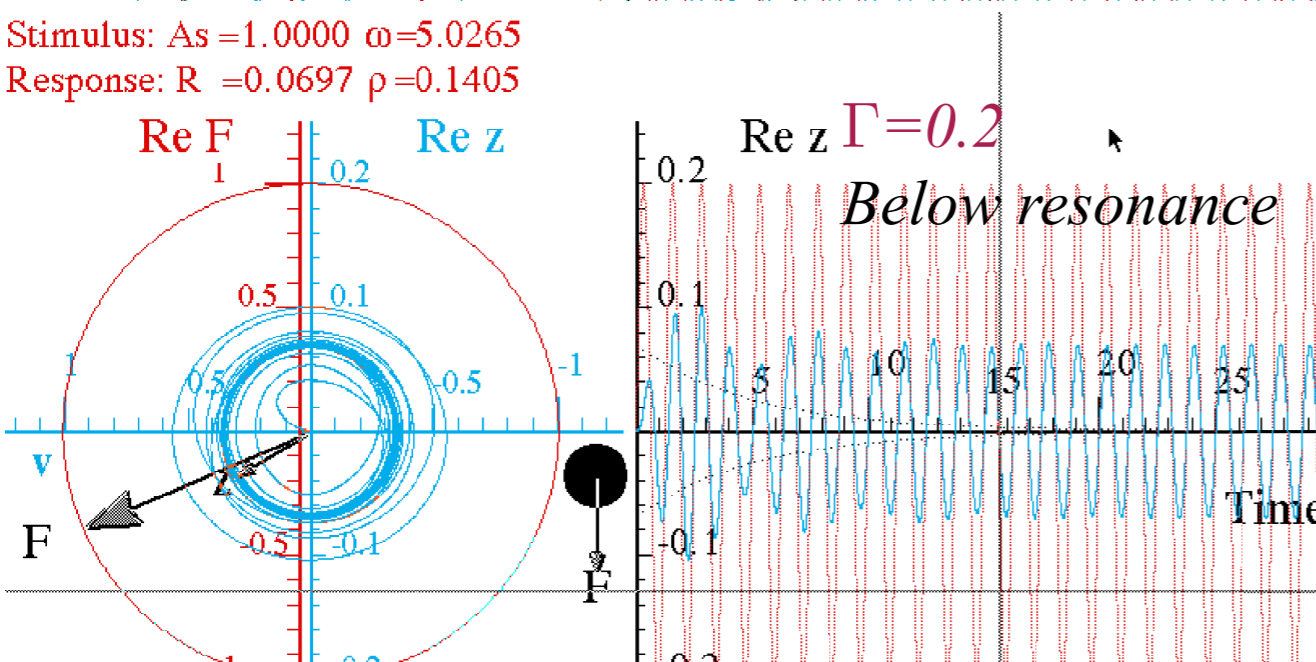 Stimulus: As =1.0000 ω=5.0265
Response: R =0.0697 ρ=0.1405
Re F
Re z
Re z Γ=0.2
Below resonance
1
0.2
0.2
0.5
0.1
0.1
1
0.5
-0.5
-1
5
10
15
20
25
v
z
F
-0.5
-0.1
-0.1
Time
F